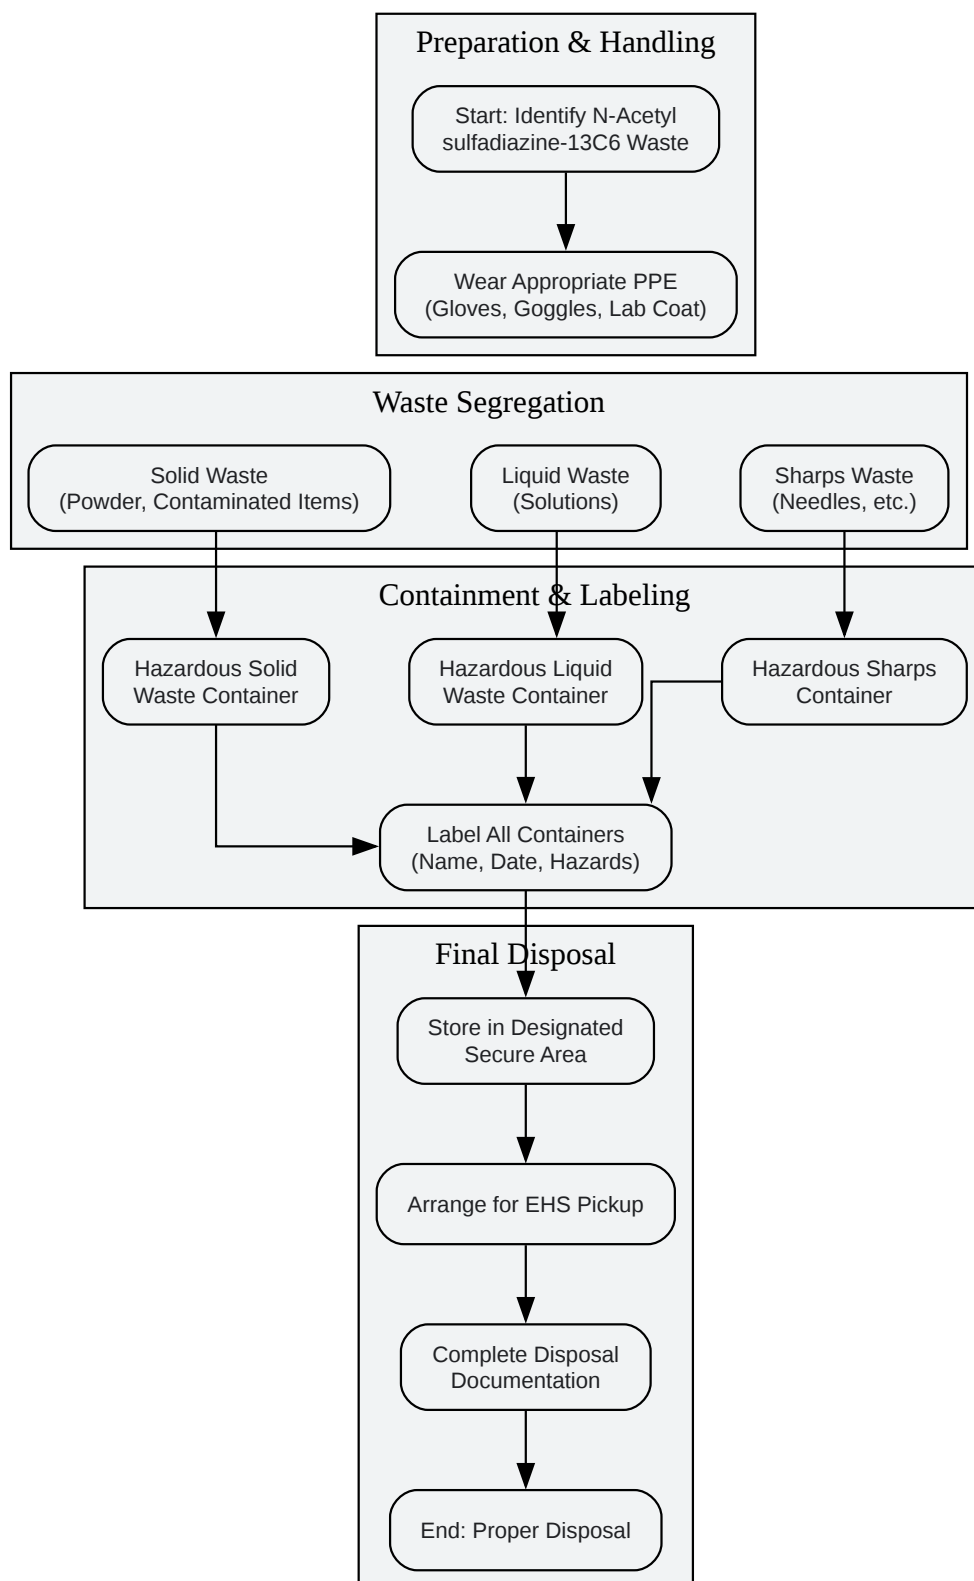 Preparation & Handling
Start: Identify N-Acetyl
sulfadiazine-13C6 Waste
Wear Appropriate PPE
(Gloves, Goggles, Lab Coat)
Waste Segregation
Solid Waste
(Powder, Contaminated Items)
Liquid Waste
(Solutions)
Sharps Waste
(Needles, etc.)
Containment & Labeling
Hazardous Solid
Waste Container
Hazardous Liquid
Waste Container
Hazardous Sharps
Container
Label All Containers
(Name, Date, Hazards)
Final Disposal
Store in Designated
Secure Area
Arrange for EHS Pickup
Complete Disposal
Documentation
End: Proper Disposal